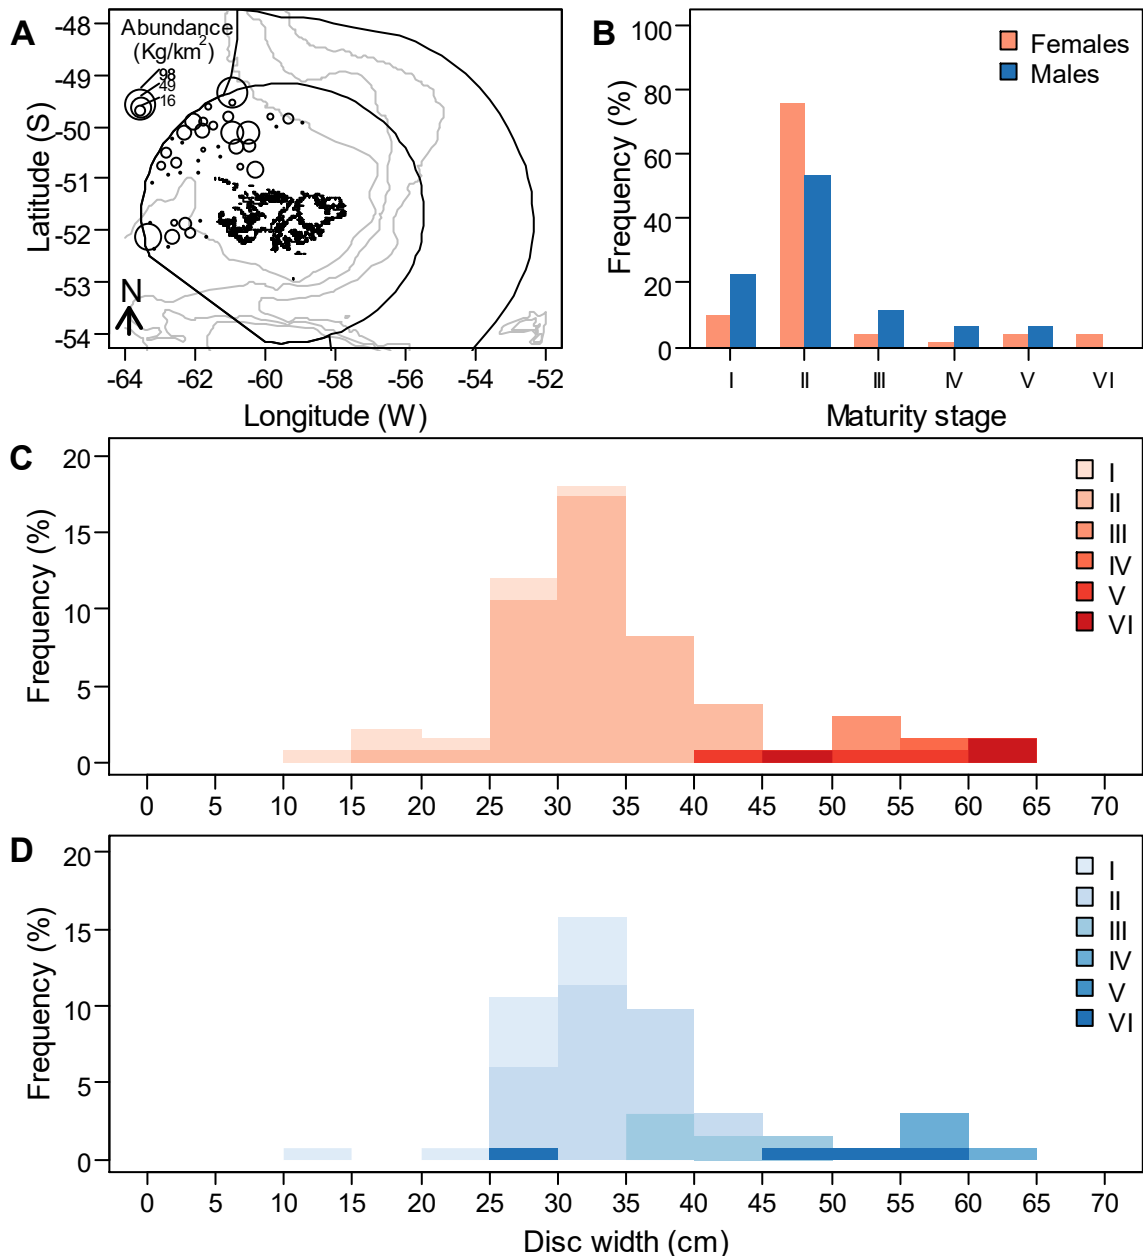 A
Abundance
(Kg/km²)
98
49
16
-48
-49
-50
-51
-52
-53
-54
Latitude (S)
N
-64 -62 -60 -58 -56 -54 -52
Longitude (W)
B
Females
Males
100
80
60
40
20
0
Frequency (%)
I II III IV V VI
Maturity stage
C
20
15
10
5
0
Frequency (%)
I
II
III
IV
V
VI
0 5 10 15 20 25 30 35 40 45 50 55 60 65 70
D
20
15
10
5
0
Frequency (%)
I
II
III
IV
V
VI
0 5 10 15 20 25 30 35 40 45 50 55 60 65 70
Disc width (cm)